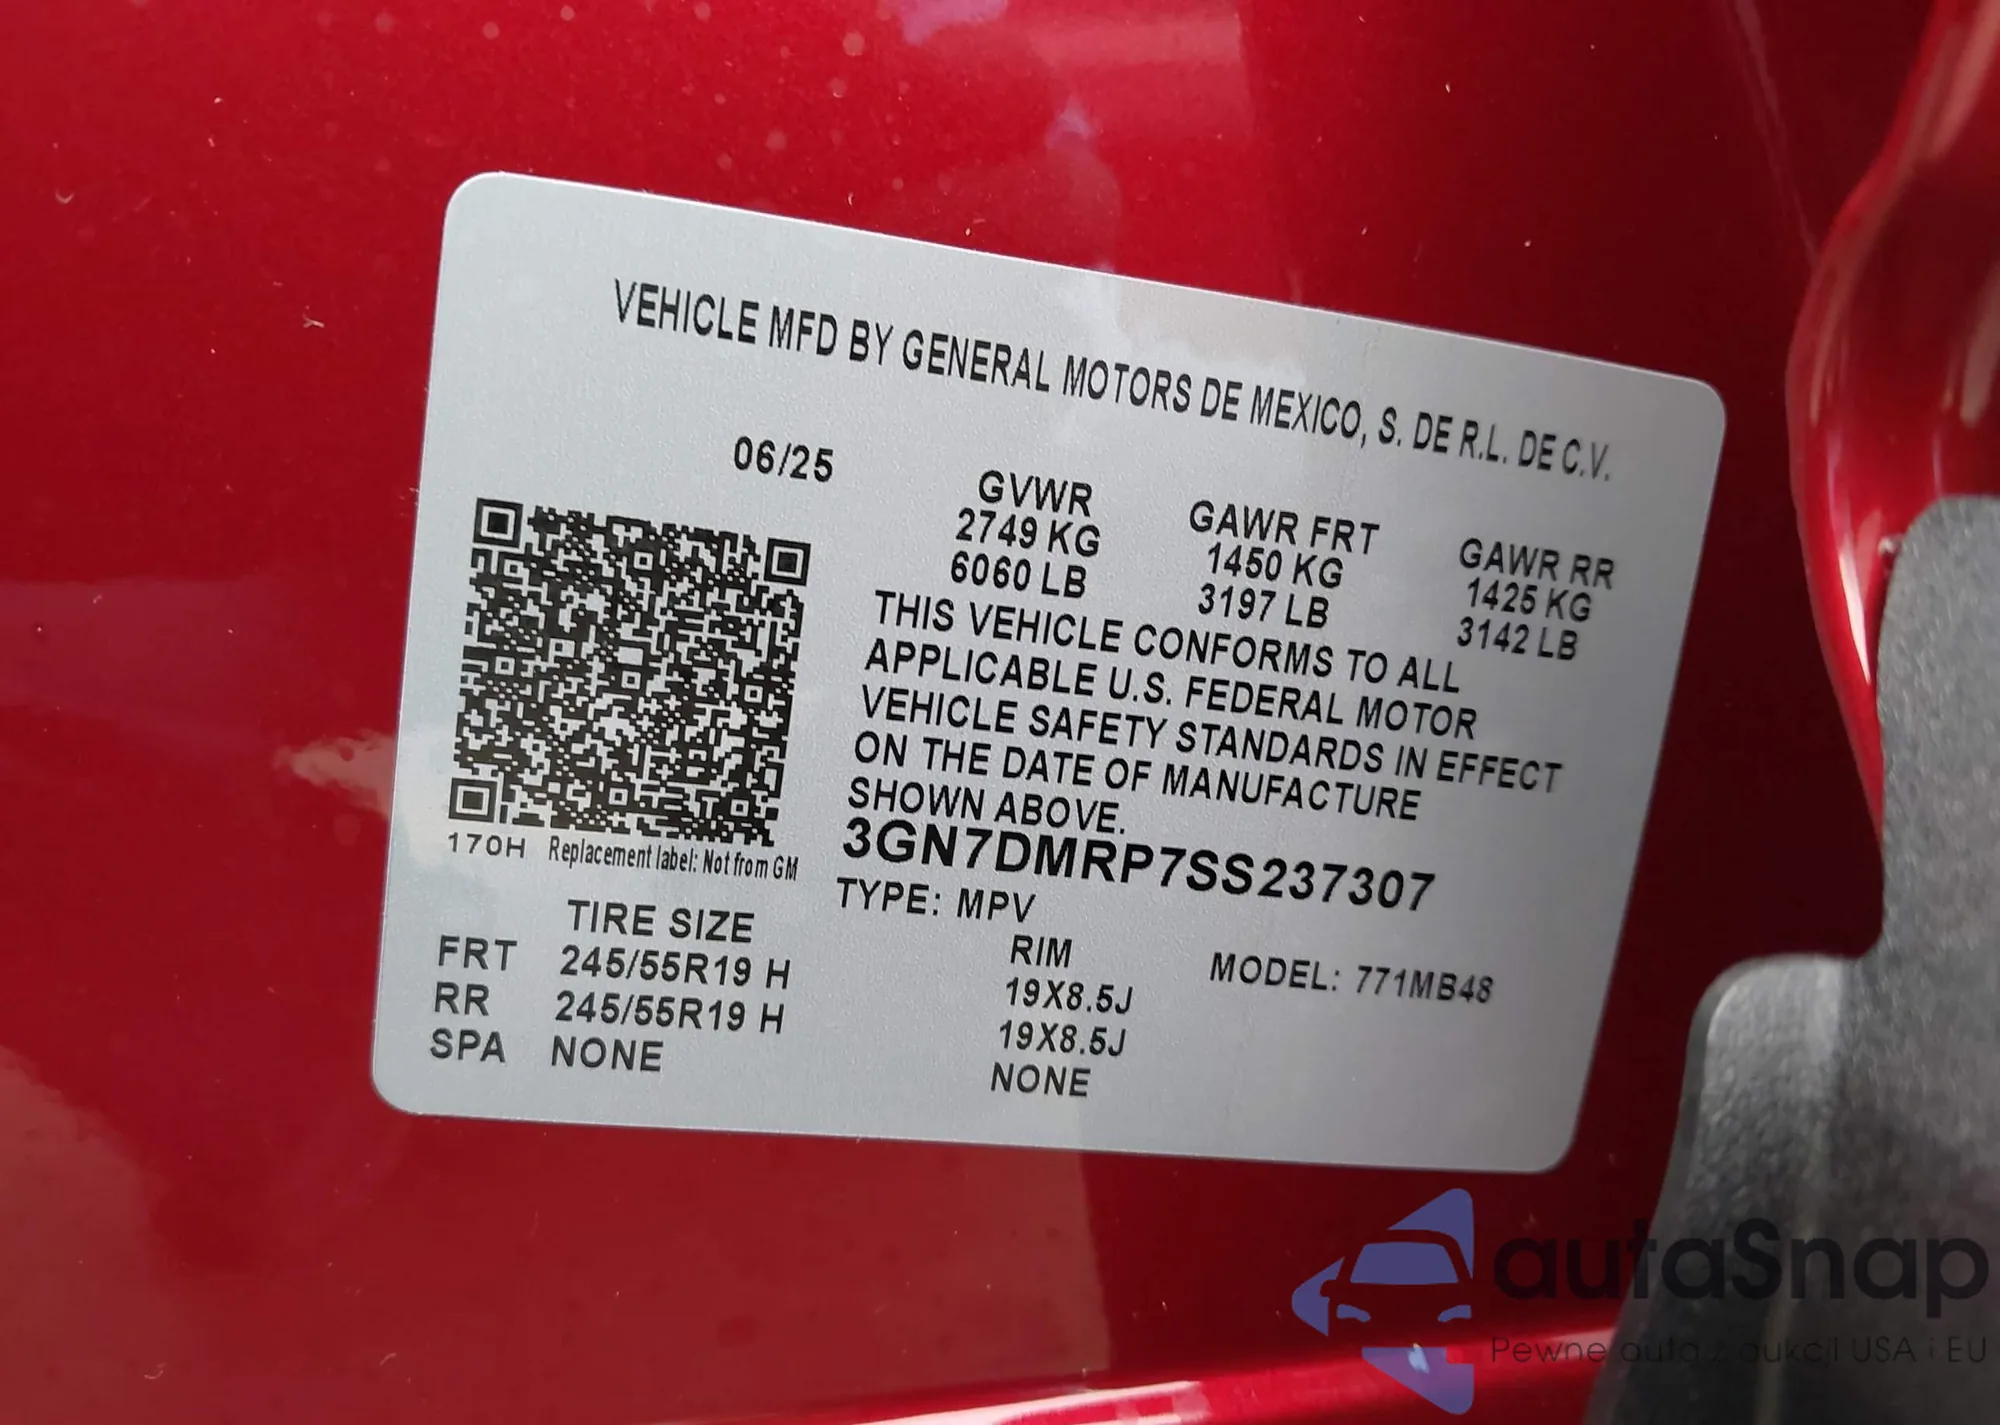 VEHICLE MFD BY GENERAL MOTORS DE MEXICO, S. DE R.L. DE C.V.
06/25
GVWR GAWR FRT GAWR RR
2749 KG 1450 KG 1425 KG
6060 LB 3197 LB 3142 LB
THIS VEHICLE CONFORMS TO ALL
APPLICABLE U.S. FEDERAL MOTOR
VEHICLE SAFETY STANDARDS IN EFFECT
ON THE DATE OF MANUFACTURE
SHOWN ABOVE.
170H Replacement label: Not from GM
3GN7DMRP7SS237307
TYPE: MPV
TIRE SIZE RIM MODEL: 771MB48
FRT 245/55R19 H 19X8.5J
RR 245/55R19 H 19X8.5J
SPA NONE NONE
autaSnap
Pewne auta z aukcji USA i EU